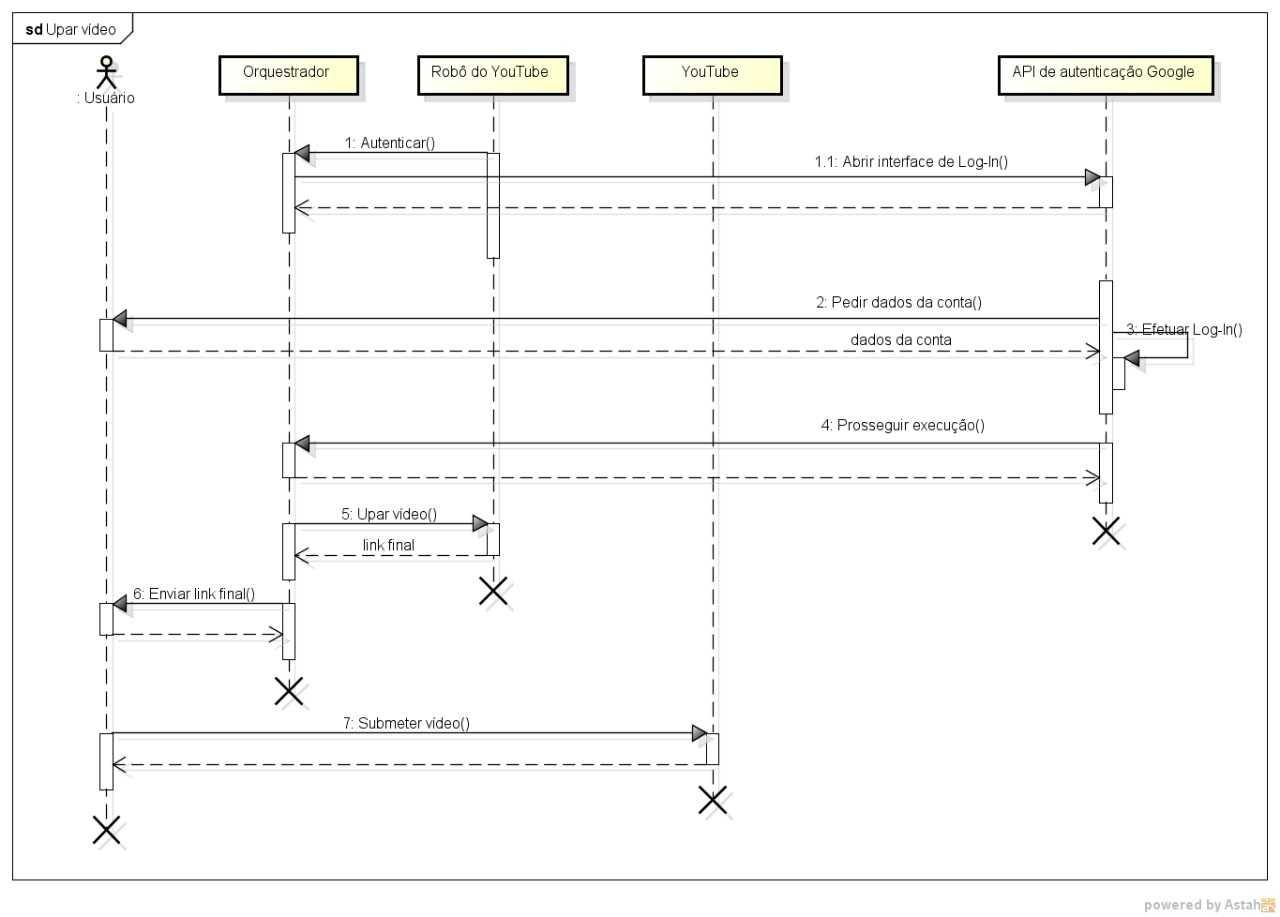 sd Upar vídeo
: Usuário
Orquestrador
Robô do YouTube
YouTube
API de autenticação Google
1: Autenticar()
1.1: Abrir interface de Log-In()
2: Pedir dados da conta()
3: Efetuar Log-In()
dados da conta
4: Prosseguir execução()
5: Upar vídeo()
link final
6: Enviar link final()
7: Submeter vídeo()
powered by Astah